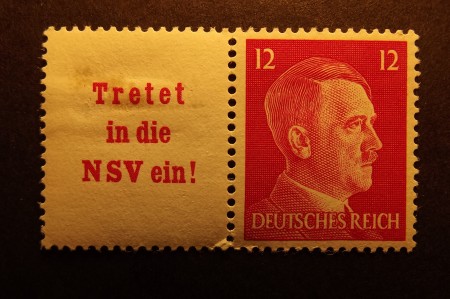 Tretet
in die
NSV ein!
12 12
DEUTSCHES REICH